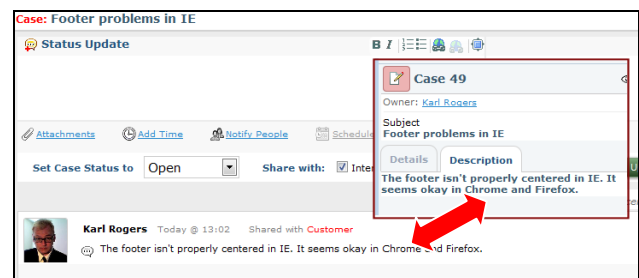 Case: Footer problems in IE
Status Update
B I
Case 49
Owner: Karl Rogers
Subject
Footer problems in IE
Attachments Add Time Notify People Schedule
Details Description
Set Case Status to Open Share with: Inter
The footer isn't properly centered in IE. It
seems okay in Chrome and Firefox.
Karl Rogers Today @ 13:02 Shared with Customer
The footer isn't properly centered in IE. It seems okay in Chrome and Firefox.